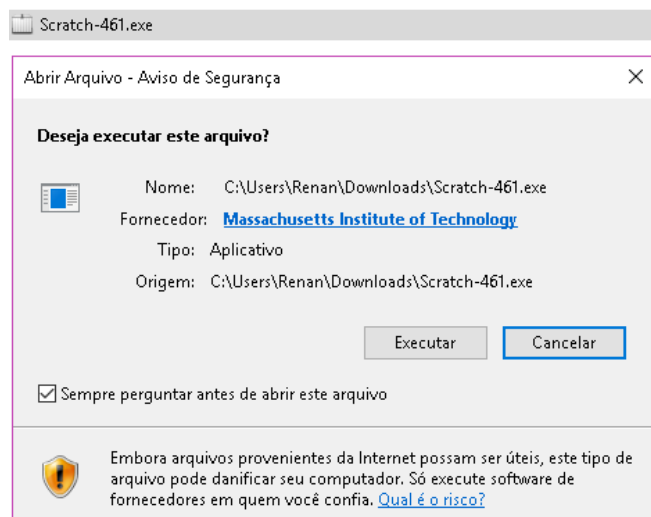 Scratch-461.exe
Abrir Arquivo - Aviso de Segurança
Deseja executar este arquivo?
Nome: C:\Users\Renan\Downloads\Scratch-461.exe
Fornecedor: Massachusetts Institute of Technology
Tipo: Aplicativo
Origem: C:\Users\Renan\Downloads\Scratch-461.exe
Executar Cancelar
Sempre perguntar antes de abrir este arquivo
Embora arquivos provenientes da Internet possam ser úteis, este tipo de
arquivo pode danificar seu computador. Só execute software de
fornecedores em quem você confia. Qual é o risco?